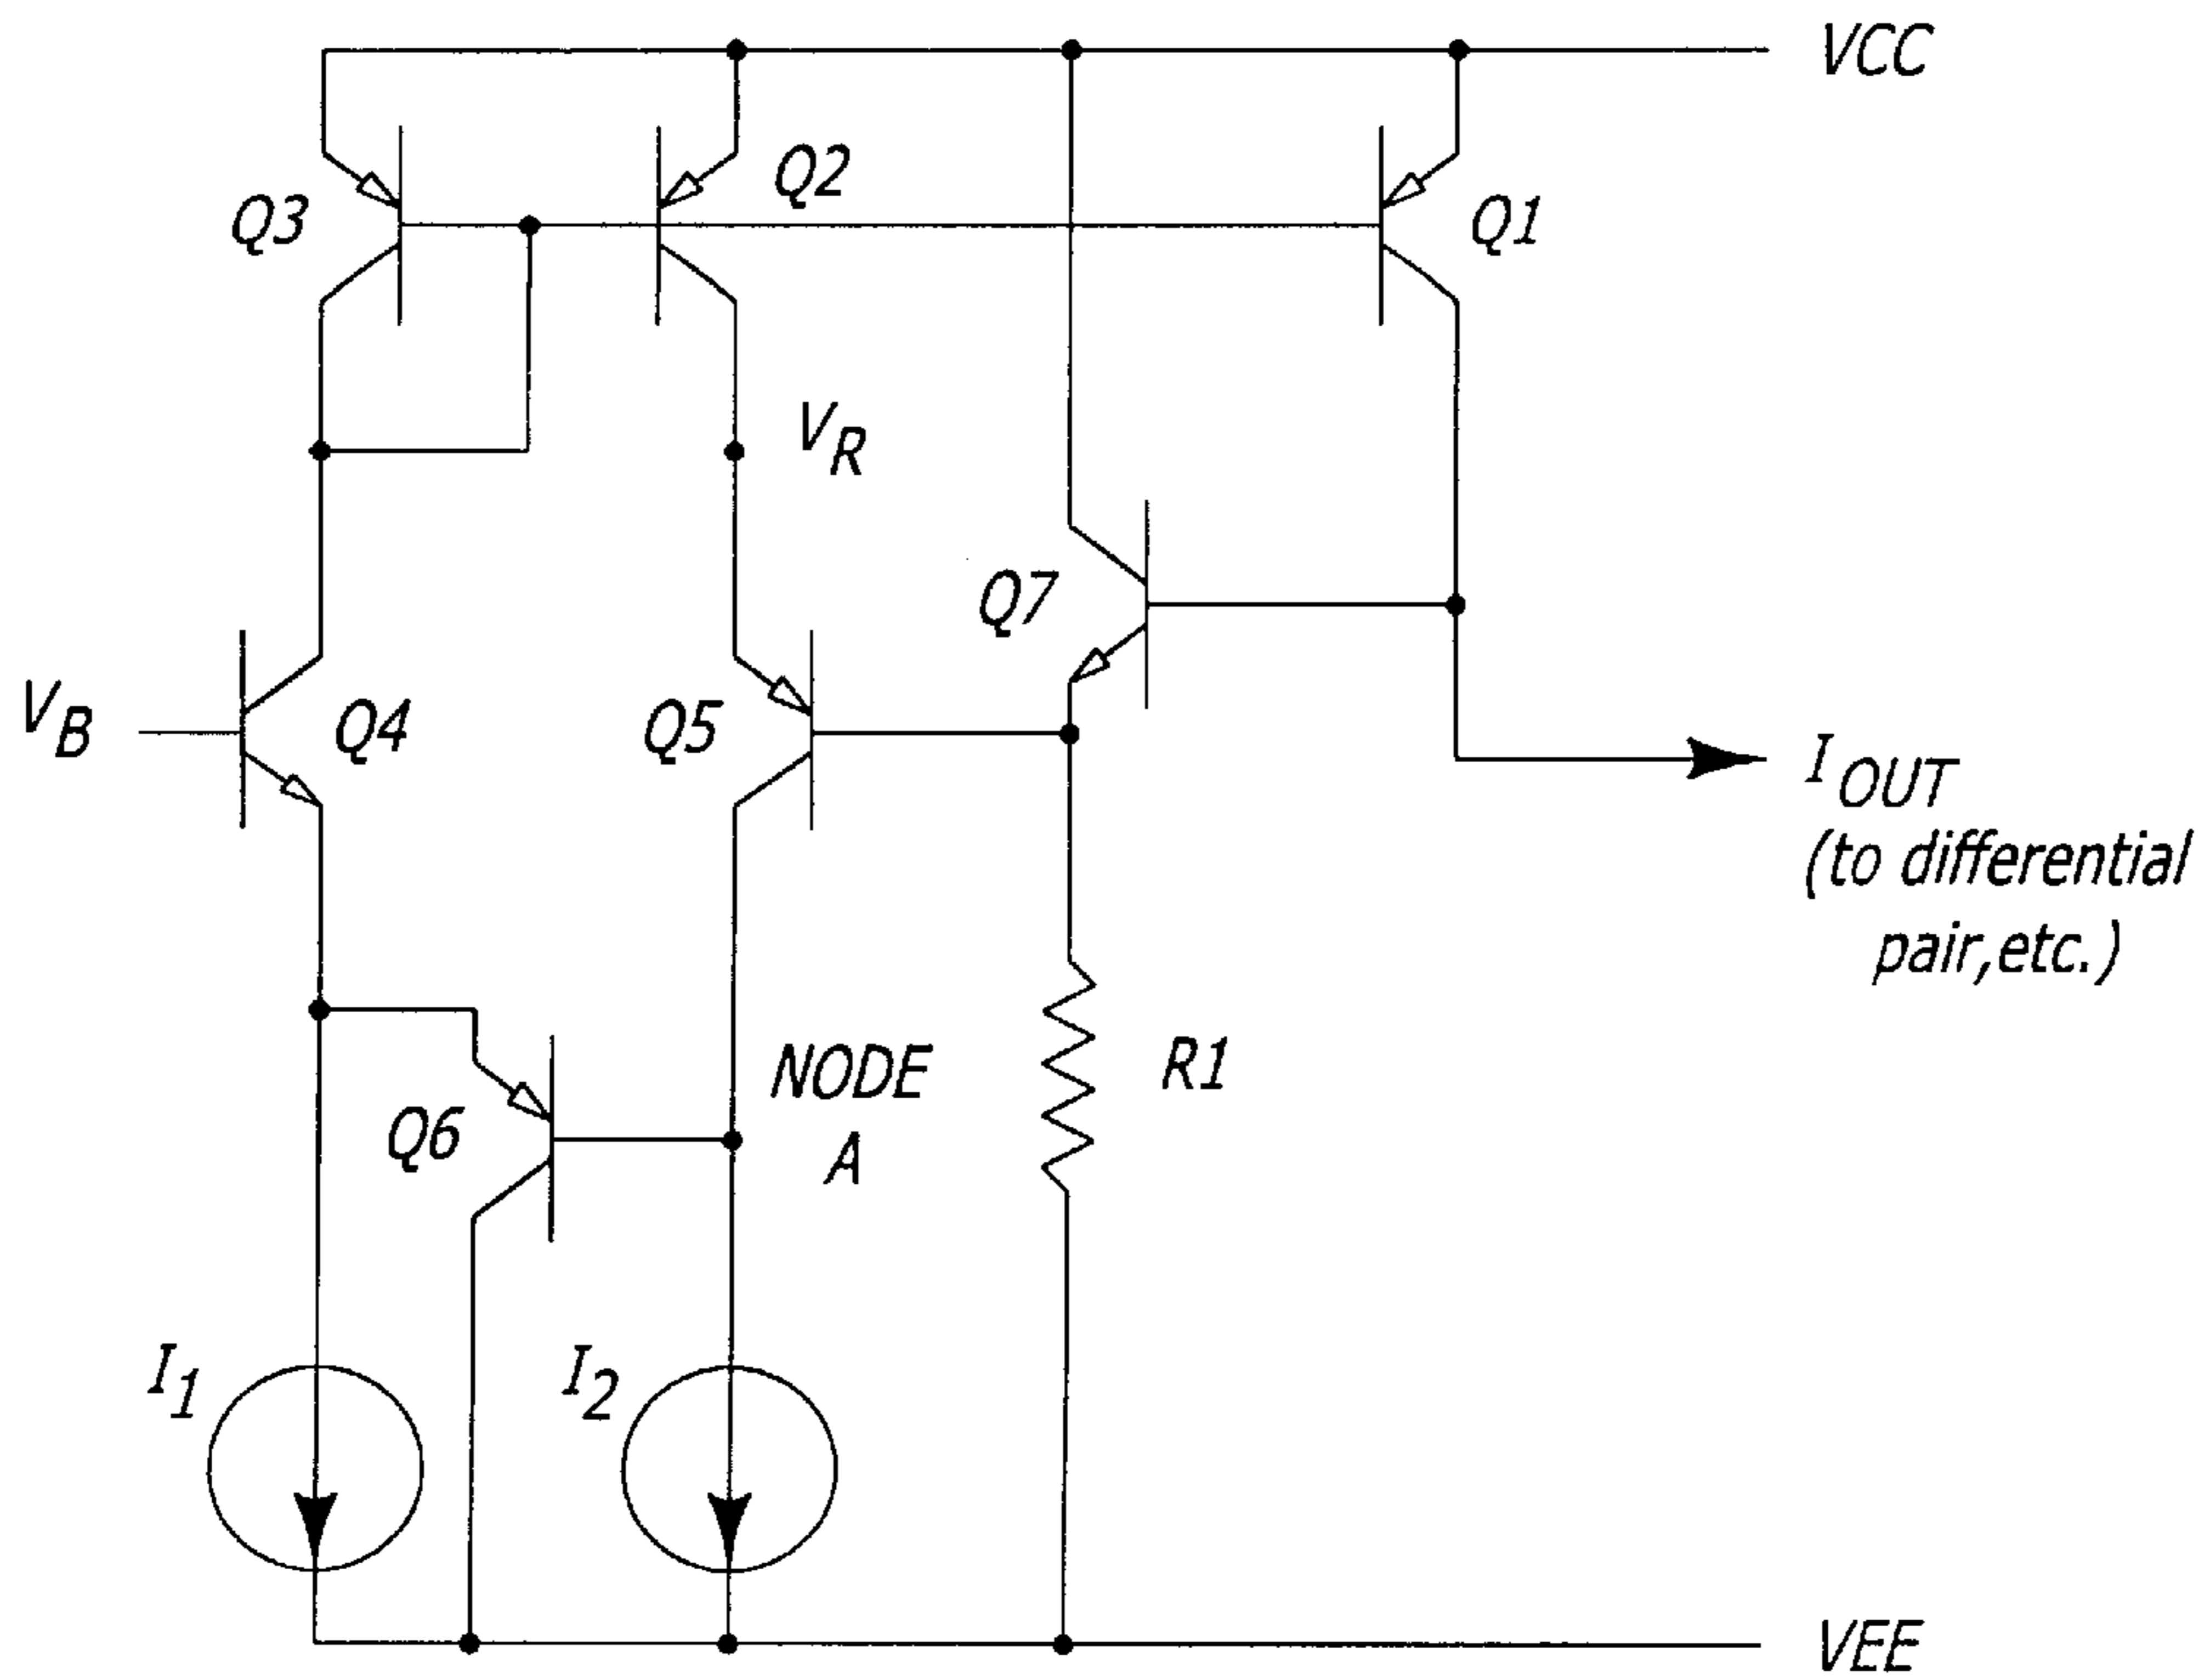 VCC
Q3
Q2
Q1
VR
Q7
VB
Q4
Q5
IOUT
(to differential
pair,etc.)
NODE
A
Q6
R1
I1
I2
VEE